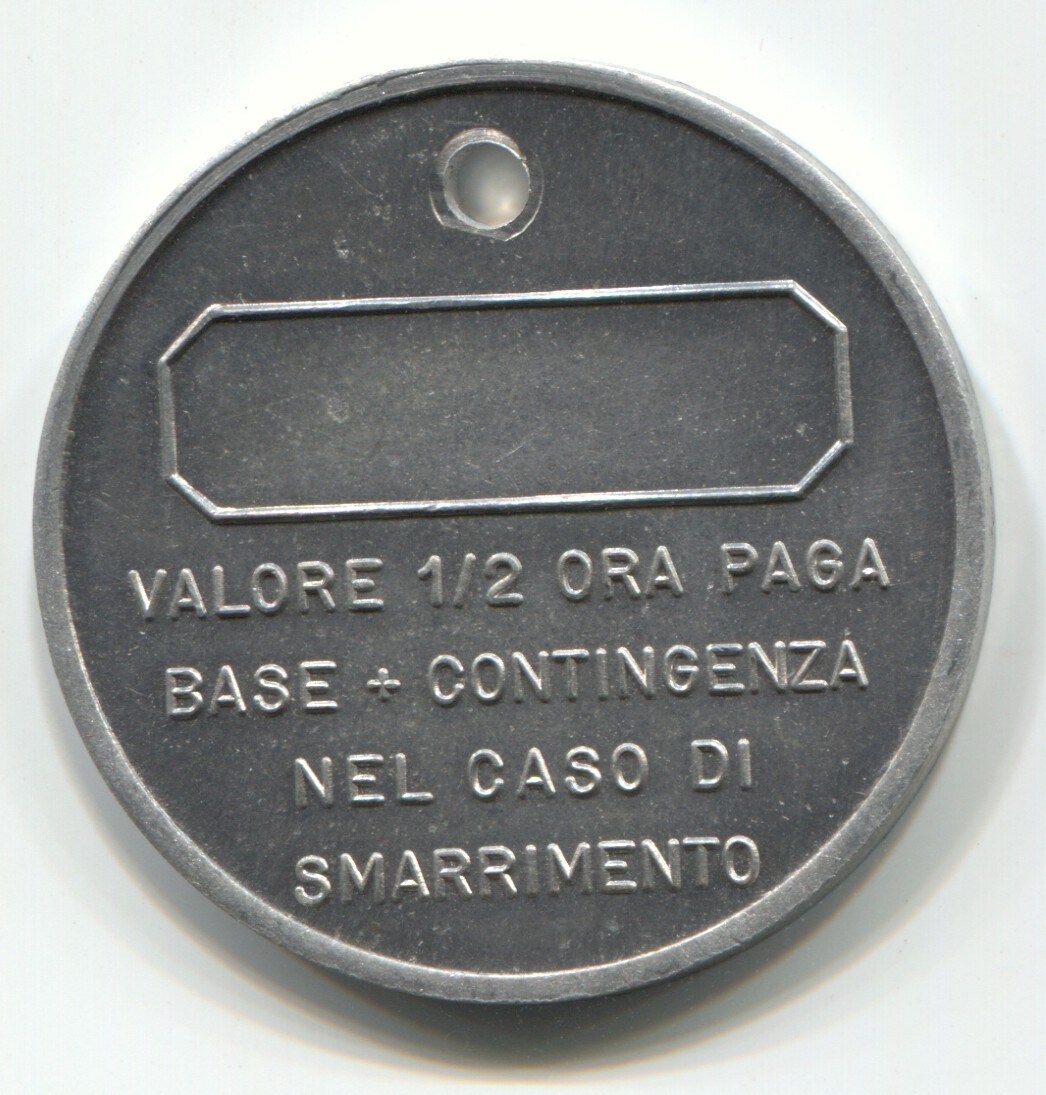 VALORE 1/2 ORA PAGA
BASE + CONTINGENZA
NEL CASO DI
SMARRIMENTO